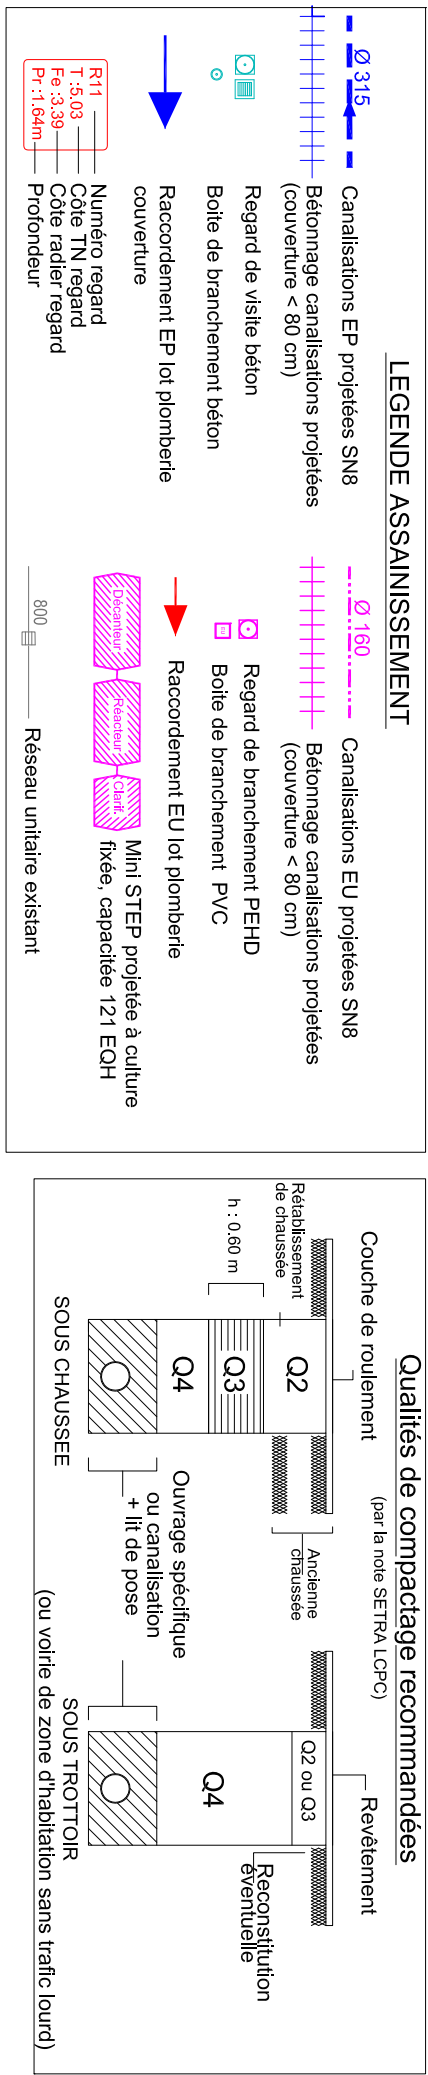 LEGENDE ASSAINISSEMENT
Ø 315
Canalisations EP projetées SN8
Bétonnage canalisations projetées
(couverture < 80 cm)
Regard de visite béton
Boite de branchement béton
Raccordement EP lot plomberie
couverture
R11
T :5.03
Fe :3.39
Pr :1.64m
Numéro regard
Côte TN regard
Côte radier regard
Profondeur
Ø 160
Canalisations EU projetées SN8
Bétonnage canalisations projetées
(couverture < 80 cm)
Regard de branchement PEHD
EU
Boite de branchement PVC
Raccordement EU lot plomberie
Décanteur
Réacteur
Clarif.
Mini STEP projetée à culture
fixée, capacitée 121 EQH
800
Réseau unitaire existant
Qualités de compactage recommandées
(par la note SETRA LCPC)
Couche de roulement
Rétablissement
de chaussée
h : 0.60 m
Q2
Q3
Q4
Ancienne
chaussée
Ouvrage spécifique
ou canalisation
+ lit de pose
SOUS CHAUSSEE
Revêtement
Q2 ou Q3
Q4
Reconstitution
éventuelle
SOUS TROTTOIR
(ou voirie de zone d'habitation sans trafic lourd)